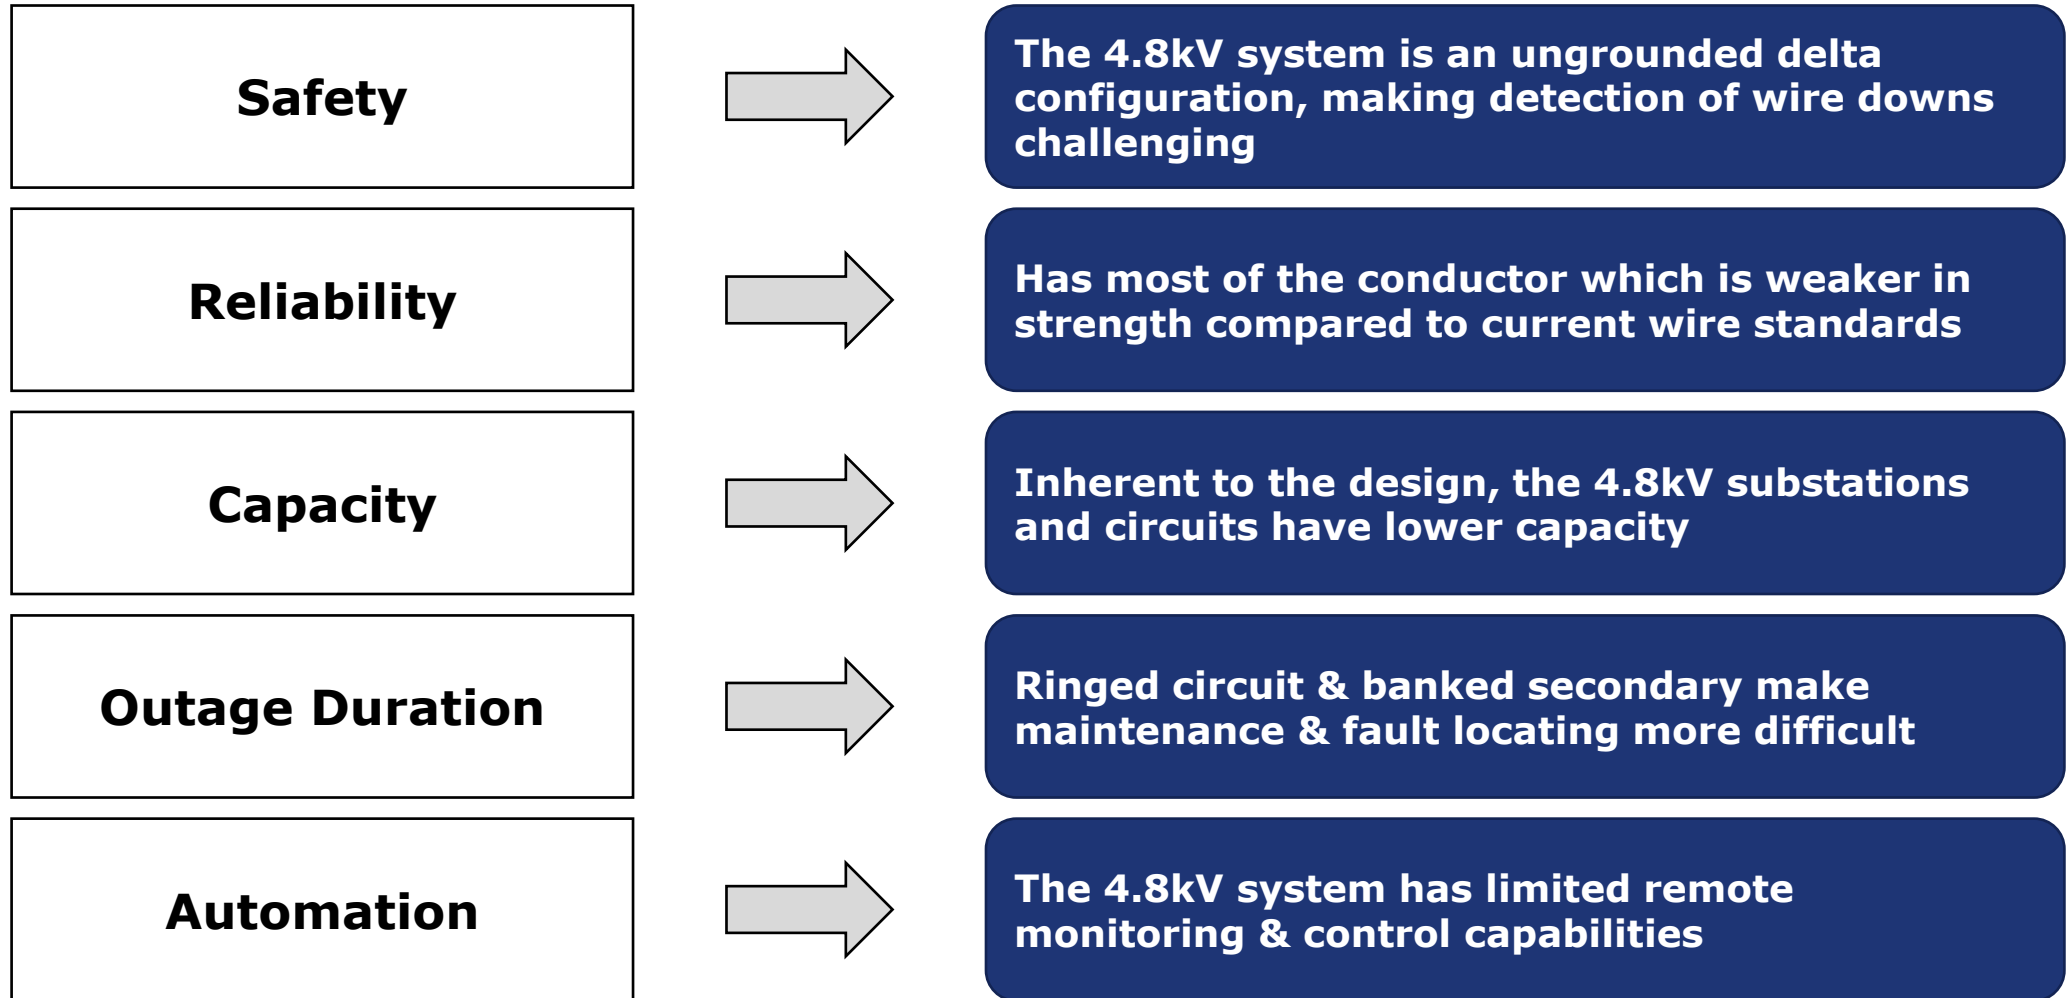 Safety
The 4.8kV system is an ungrounded delta
configuration, making detection of wire downs
challenging
Reliability
Has most of the conductor which is weaker in
strength compared to current wire standards
Capacity
Inherent to the design, the 4.8kV substations
and circuits have lower capacity
Outage Duration
Ringed circuit & banked secondary make
maintenance & fault locating more difficult
Automation
The 4.8kV system has limited remote
monitoring & control capabilities